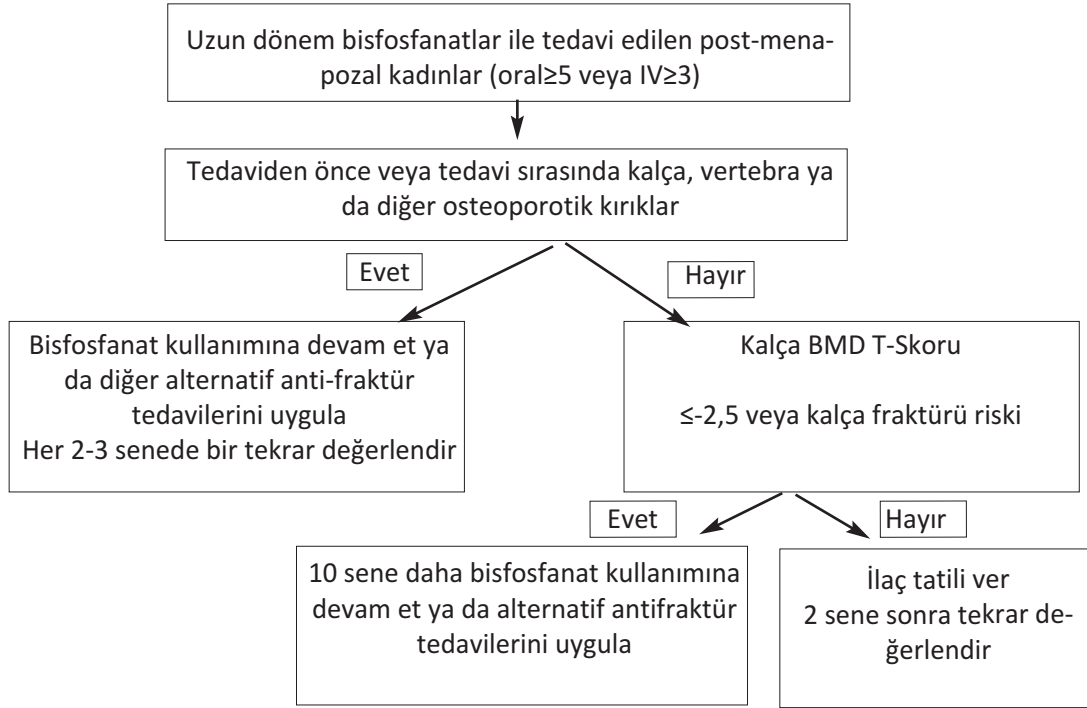 Uzun dönem bisfosfanatlar ile tedavi edilen post-mena-
pozal kadınlar (oral≥5 veya IV≥3)
Tedaviden önce veya tedavi sırasında kalça, vertebra ya
da diğer osteoporotik kırıklar
Evet
Hayır
Bisfosfanat kullanımına devam et ya
da diğer alternatif anti-fraktür
tedavilerini uygula
Her 2-3 senede bir tekrar değerlendir
Kalça BMD T-Skoru
≤-2,5 veya kalça fraktürü riski
Evet
Hayır
10 sene daha bisfosfanat kullanımına
devam et ya da alternatif antifraktür
tedavilerini uygula
İlaç tatili ver
2 sene sonra tekrar de-
ğerlendir